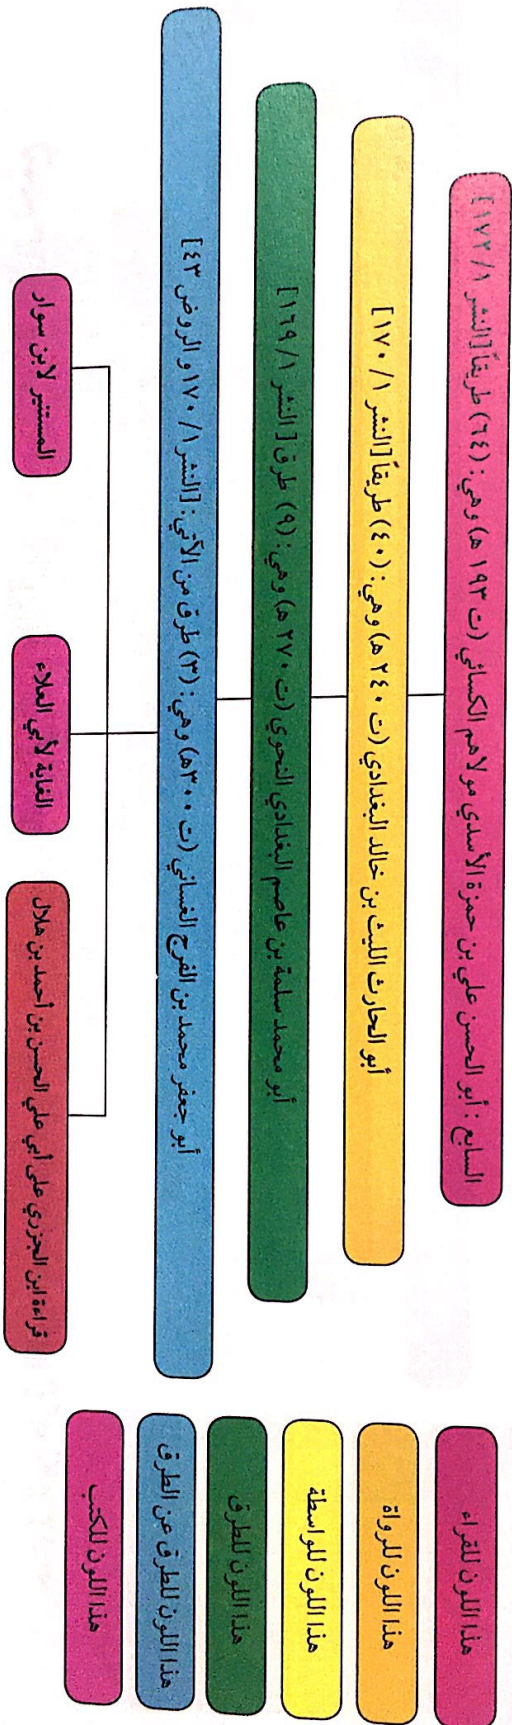 السابع : أبو الحسن علي بن حمزة الأسدي مولاهم الكسائي (ت ١٩٣ هـ) وهي : (٦٤) طريقاً [النشر ١/ ١٧٢]
أبو الحارث الليث بن خالد البغدادي (ت ٢٤٠ هـ) وهي : (٤٠) طريقاً [النشر ١/ ١٧٠]
أبو محمد سلمة بن عاصم البغدادي النحوي (ت ٢٧٠ هـ) وهي : (٩) طرق [النشر ١/ ١٦٩]
أبو جعفر محمد بن الفرج الغساني (ت ٣٠٠هـ) وهي : (٣) طرق من الآتي : [النشر ١/ ١٧٠ و الروض ٤٣]
المستنير لابن سوار
الغاية لأبي العلاء
قراءة ابن الجزري على أبي علي الحسن بن أحمد بن هلال
هذا اللون للقراء
هذا اللون للرواة
هذا اللون للواسطة
هذا اللون للطرق
هذا اللون للطرق عن الطرق
هذا اللون للكتب